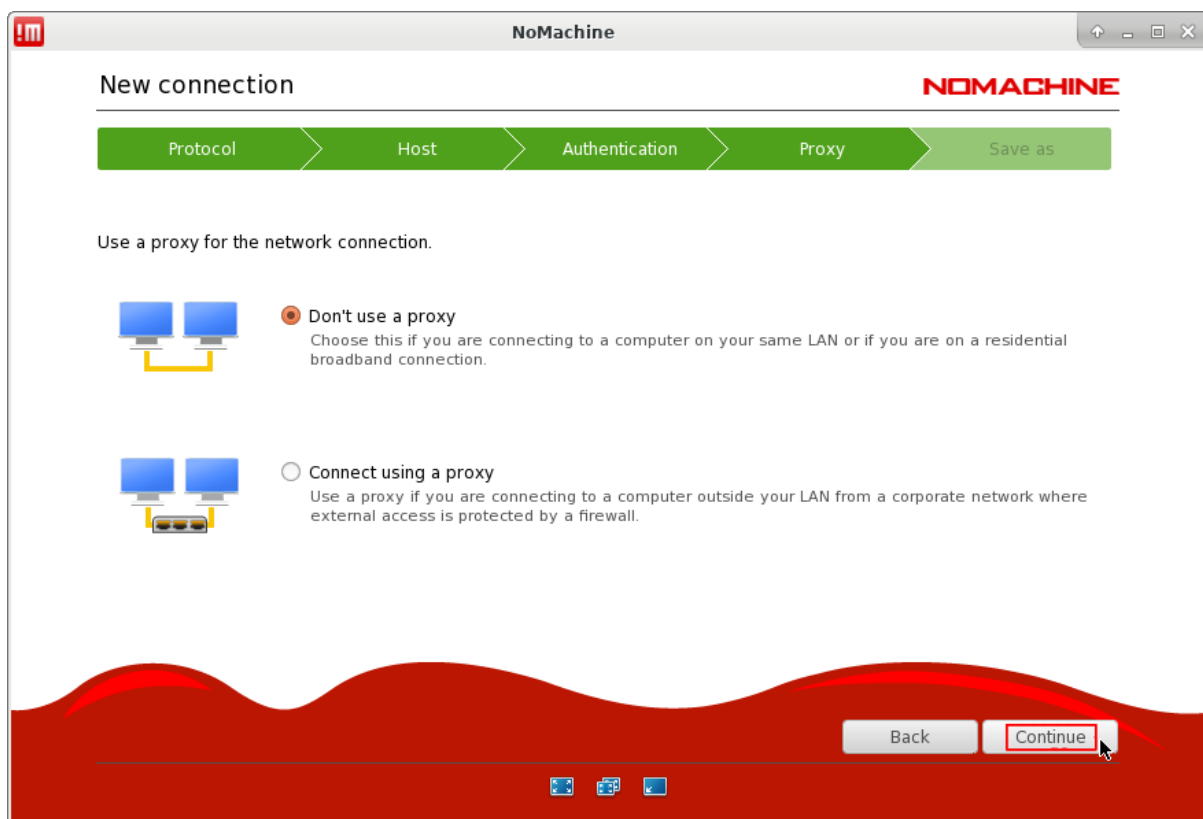 !m
NoMachine
New connection
NOMACHINE
Protocol
Host
Authentication
Proxy
Save as
Use a proxy for the network connection.
Don't use a proxy
Choose this if you are connecting to a computer on your same LAN or if you are on a residential
broadband connection.
Connect using a proxy
Use a proxy if you are connecting to a computer outside your LAN from a corporate network where
external access is protected by a firewall.
Back
Continue